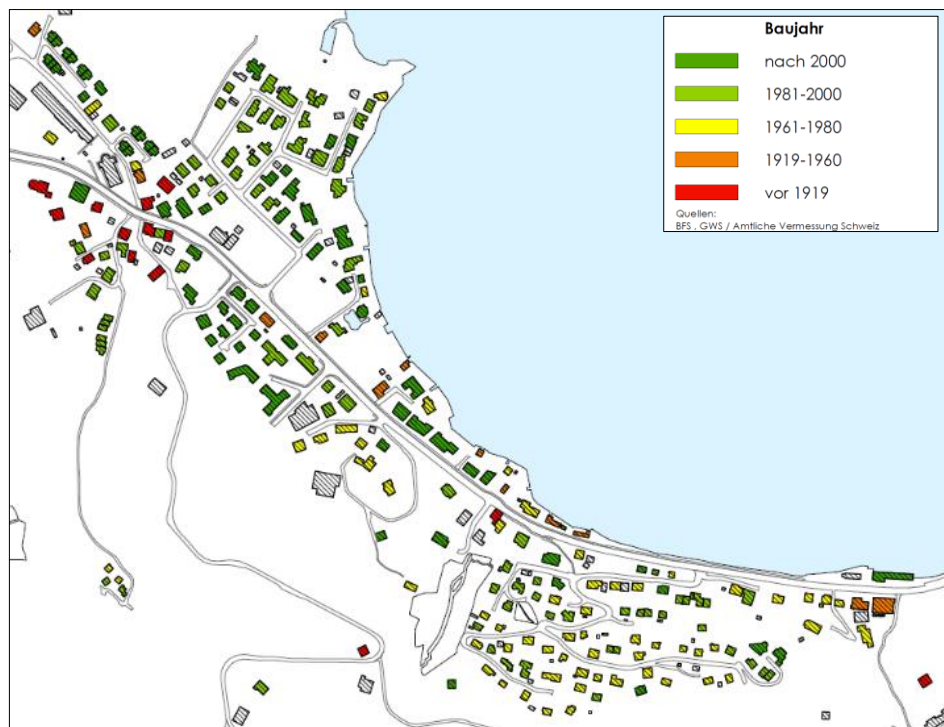 Baujahr
nach 2000
1981-2000
1961-1980
1919-1960
vor 1919
Quellen:
BFS , GWS / Amtliche Vermessung Schweiz